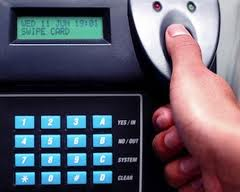 WED 11 JUN 19:01
SWIPE CARD
1 2 3 A YES / IN
4 5 6 B NO / OUT
7 8 9 C SYSTEM
* 0 # D CLEAR